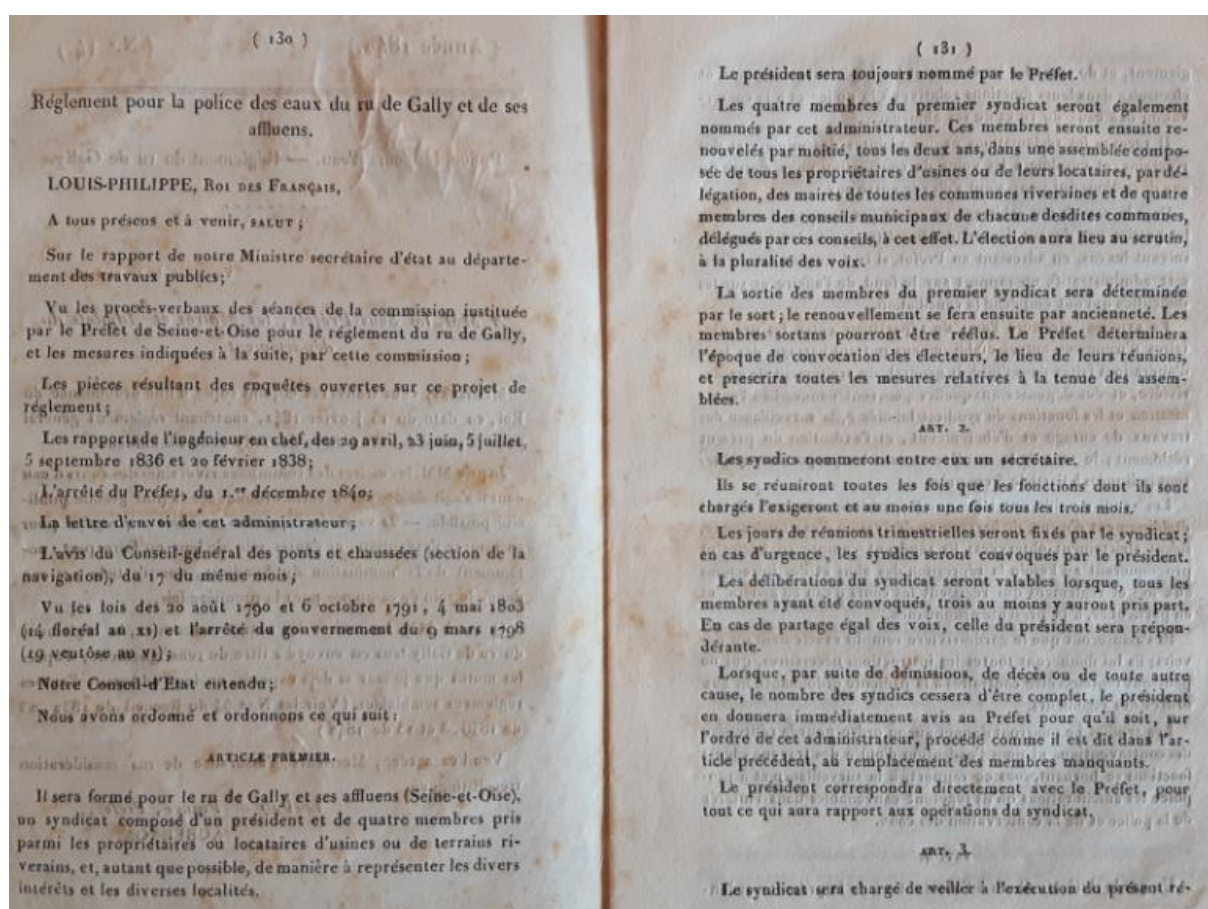 ( 130 )
Réglement pour la police des eaux du ru de Gally et de ses
affluens.
LOUIS-PHILIPPE, ROI DES FRANÇAIS,
A tous présens et à venir, SALUT ;
Sur le rapport de notre Ministre secrétaire d'état au départe-
ment des travaux publics;
Vu les procès-verbaux des séances de la commission instituée
par le Préfet de Seine-et-Oise pour le réglement du ru de Gally,
et les mesures indiquées à la suite, par cette commission ;
Les pièces résultant des enquêtes ouvertes sur ce projet de
réglement ;
Les rapports de l'ingénieur en chef, des 29 avril, 23 juin, 5 juillet,
5 septembre 1836 et 20 février 1838;
L'arrêté du Préfet, du 1.er décembre 1840;
La lettre d'envoi de cet administrateur ;
L'avis du Conseil-général des ponts et chaussées (section de la
navigation), du 17 du même mois ;
Vu les lois des 20 août 1790 et 6 octobre 1791, 4 mai 1803
(14 floréal an XI) et l'arrêté du gouvernement du 9 mars 1798
(19 ventôse an VI) ;
Notre Conseil-d'Etat entendu ;
Nous avons ordonné et ordonnons ce qui suit :
ARTICLE PREMIER.
Il sera formé pour le ru de Gally et ses affluens (Seine-et-Oise),
un syndicat composé d'un président et de quatre membres pris
parmi les propriétaires ou locataires d'usines ou de terrains ri-
verains, et, autant que possible, de manière à représenter les divers
intérêts et les diverses localités.
( 131 )
Le président sera toujours nommé par le Préfet.
Les quatre membres du premier syndicat seront également
nommés par cet administrateur. Ces membres seront ensuite re-
nouvelés par moitié, tous les deux ans, dans une assemblée compo-
sée de tous les propriétaires d'usines ou de leurs locataires, par dé-
légation, des maires de toutes les communes riveraines et de quatre
membres des conseils municipaux de chacune desdites communes,
délégués par ces conseils, à cet effet. L'élection aura lieu au scrutin,
à la pluralité des voix.
La sortie des membres du premier syndicat sera déterminée
par le sort ; le renouvellement se fera ensuite par ancienneté. Les
membres sortans pourront être réélus. Le Préfet déterminera
l'époque de convocation des électeurs, le lieu de leurs réunions,
et prescrira toutes les mesures relatives à la tenue des assem-
blées.
ART. 2.
Les syndics nommeront entre eux un secrétaire.
Ils se réuniront toutes les fois que les fonctions dont ils sont
chargés l'exigeront et au moins une fois tous les trois mois.
Les jours de réunions trimestrielles seront fixés par le syndicat ;
en cas d'urgence, les syndics seront convoqués par le président.
Les délibérations du syndicat seront valables lorsque, tous les
membres ayant été convoqués, trois au moins y auront pris part.
En cas de partage égal des voix, celle du président sera prépon-
dérante.
Lorsque, par suite de démissions, de décès ou de toute autre
cause, le nombre des syndics cessera d'être complet, le président
en donnera immédiatement avis au Préfet pour qu'il soit, sur
l'ordre de cet administrateur, procédé comme il est dit dans l'ar-
ticle précédent, au remplacement des membres manquants.
Le président correspondra directement avec le Préfet, pour
tout ce qui aura rapport aux opérations du syndicat.
ART. 3.
Le syndicat sera chargé de veiller à l'exécution du présent ré-